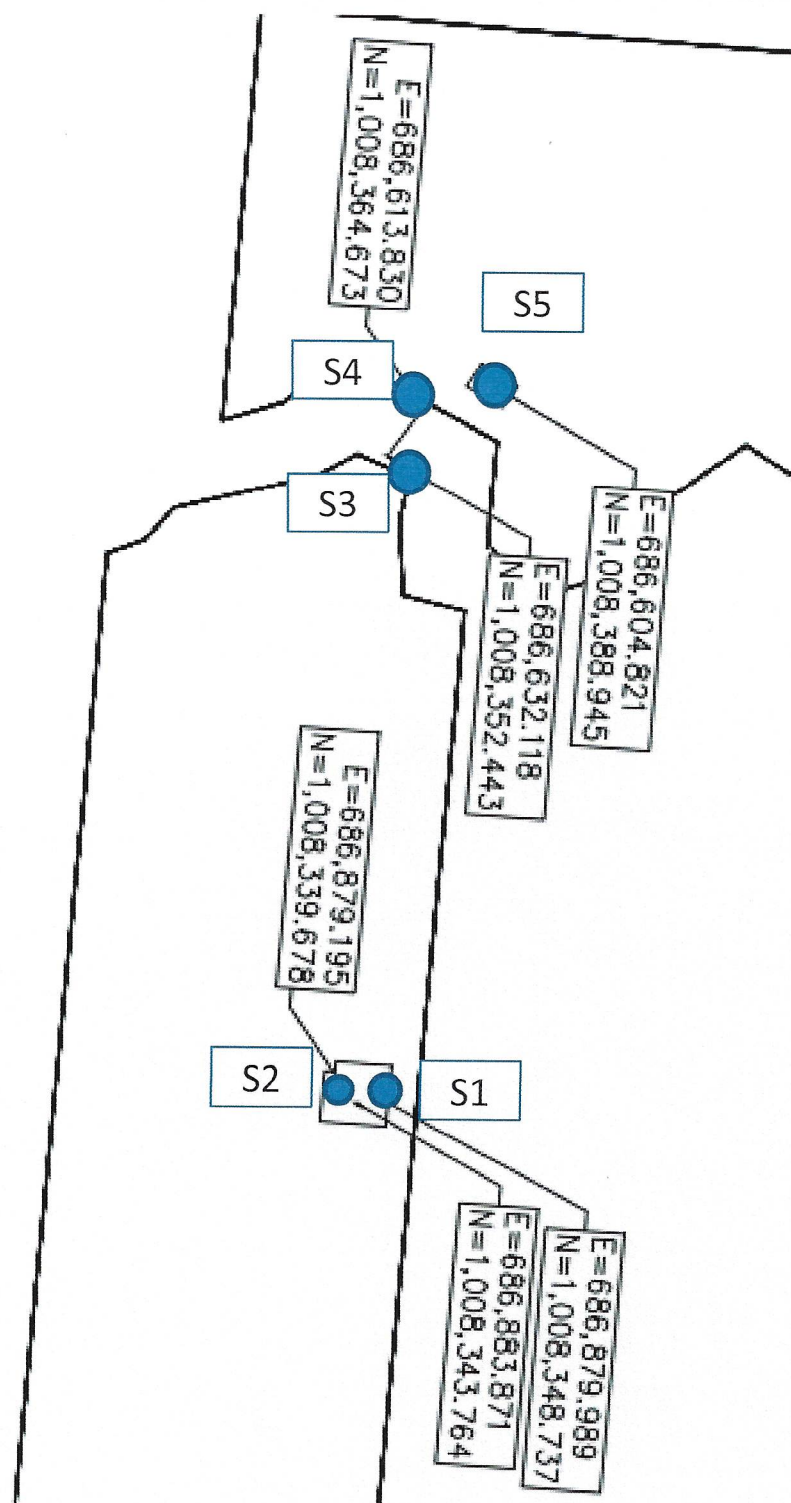 E=686,613.830
N=1,008,364.673
S5
S4
S3
E=686,604.821
N=1,008,388.945
E=686,632.118
N=1,008,352.443
E=686,879.195
N=1,008,339.678
S2
S1
E=686,883.871
N=1,008,343.764
E=686,879.989
N=1,008,348.737